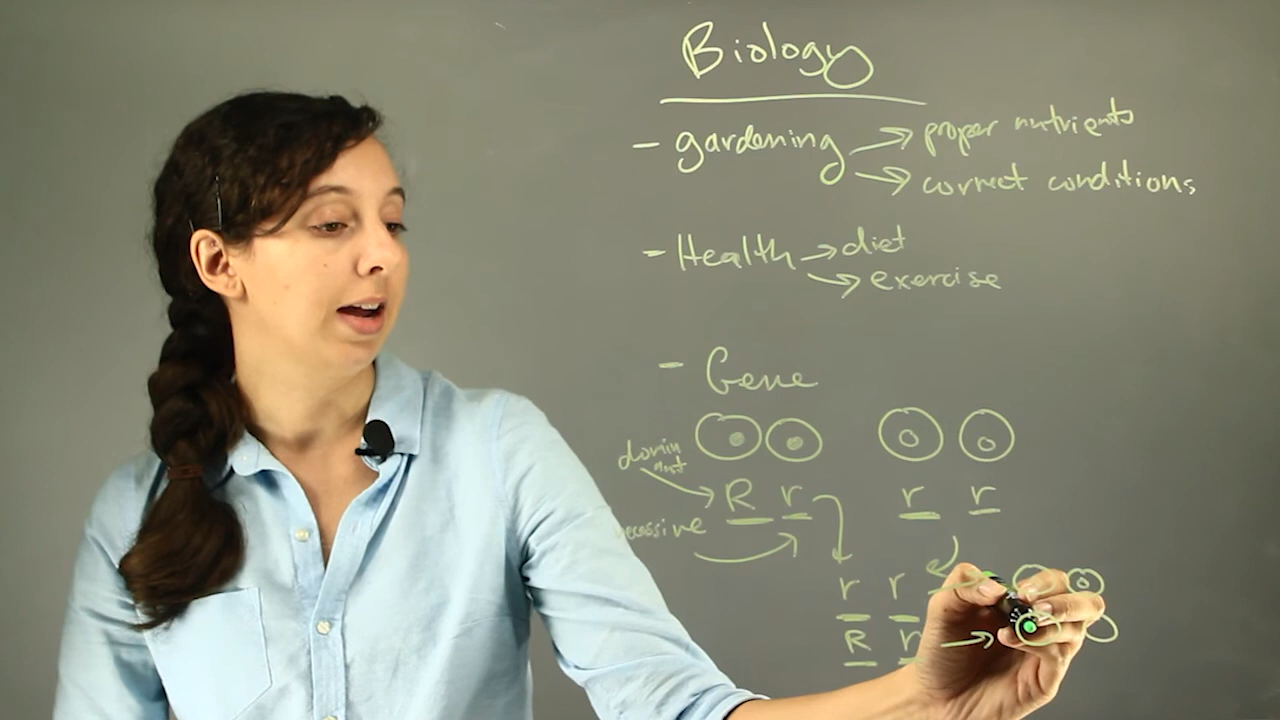 Biology
- gardening → proper nutrients
→ correct conditions
- Health → diet
→ exercise
- Gene
dominant
R r r r
recessive
r r
R r